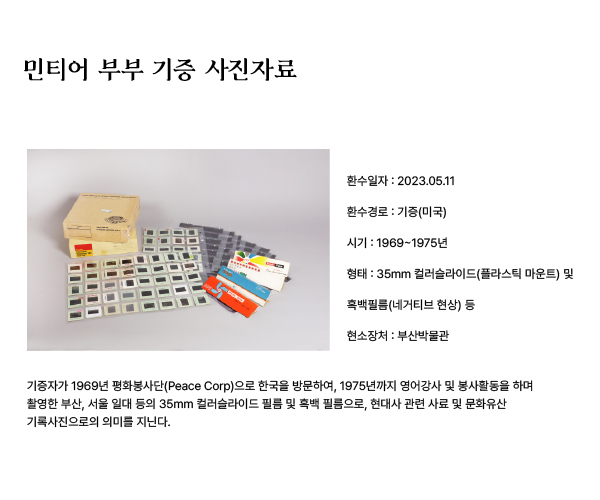 민티어 부부 기증 사진자료
환수일자 : 2023.05.11
환수경로 : 기증(미국)
시기 : 1969~1975년
형태 : 35mm 컬러슬로이드(플라스틱 마운트) 및
흑백필름(네거티브 현상) 등
현소장처 : 부산박물관
기증자가 1969년 평화봉사단(Peace Corp)으로 한국을 방문하여, 1975년까지 영어강사 및 봉사활동을 하며
촬영한 부산, 서울 일대 등의 35mm 컬러슬라이드 필름 및 흑백 필름으로, 현대사 관련 사료 및 문화유산
기록사진으로의 의미를 지닌다.